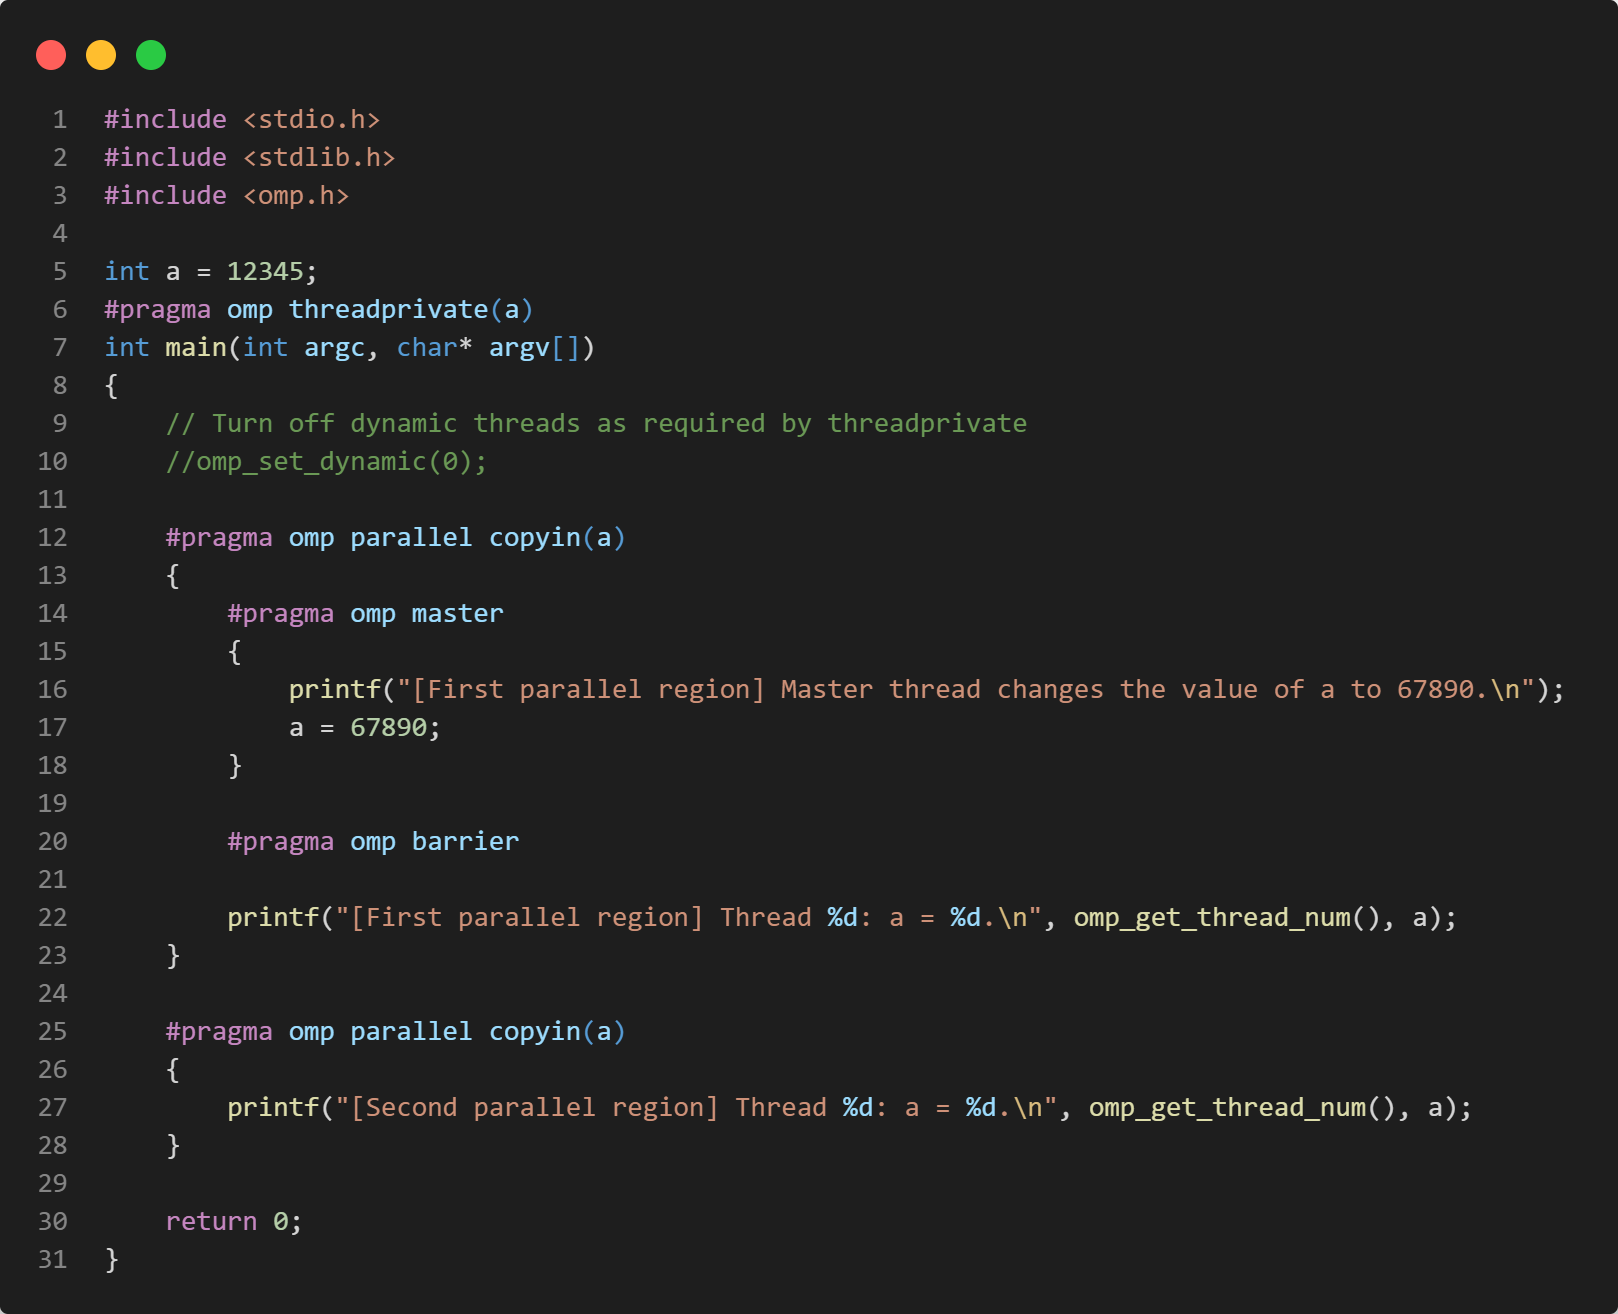 1 #include <stdio.h>
2 #include <stdlib.h>
3 #include <omp.h>
4
5 int a = 12345;
6 #pragma omp threadprivate(a)
7 int main(int argc, char* argv[])
8 {
9     // Turn off dynamic threads as required by threadprivate
10     //omp_set_dynamic(0);
11
12     #pragma omp parallel copyin(a)
13     {
14         #pragma omp master
15         {
16             printf("[First parallel region] Master thread changes the value of a to 67890.\n");
17             a = 67890;
18         }
19
20         #pragma omp barrier
21
22         printf("[First parallel region] Thread %d: a = %d.\n", omp_get_thread_num(), a);
23     }
24
25     #pragma omp parallel copyin(a)
26     {
27         printf("[Second parallel region] Thread %d: a = %d.\n", omp_get_thread_num(), a);
28     }
29
30     return 0;
31 }